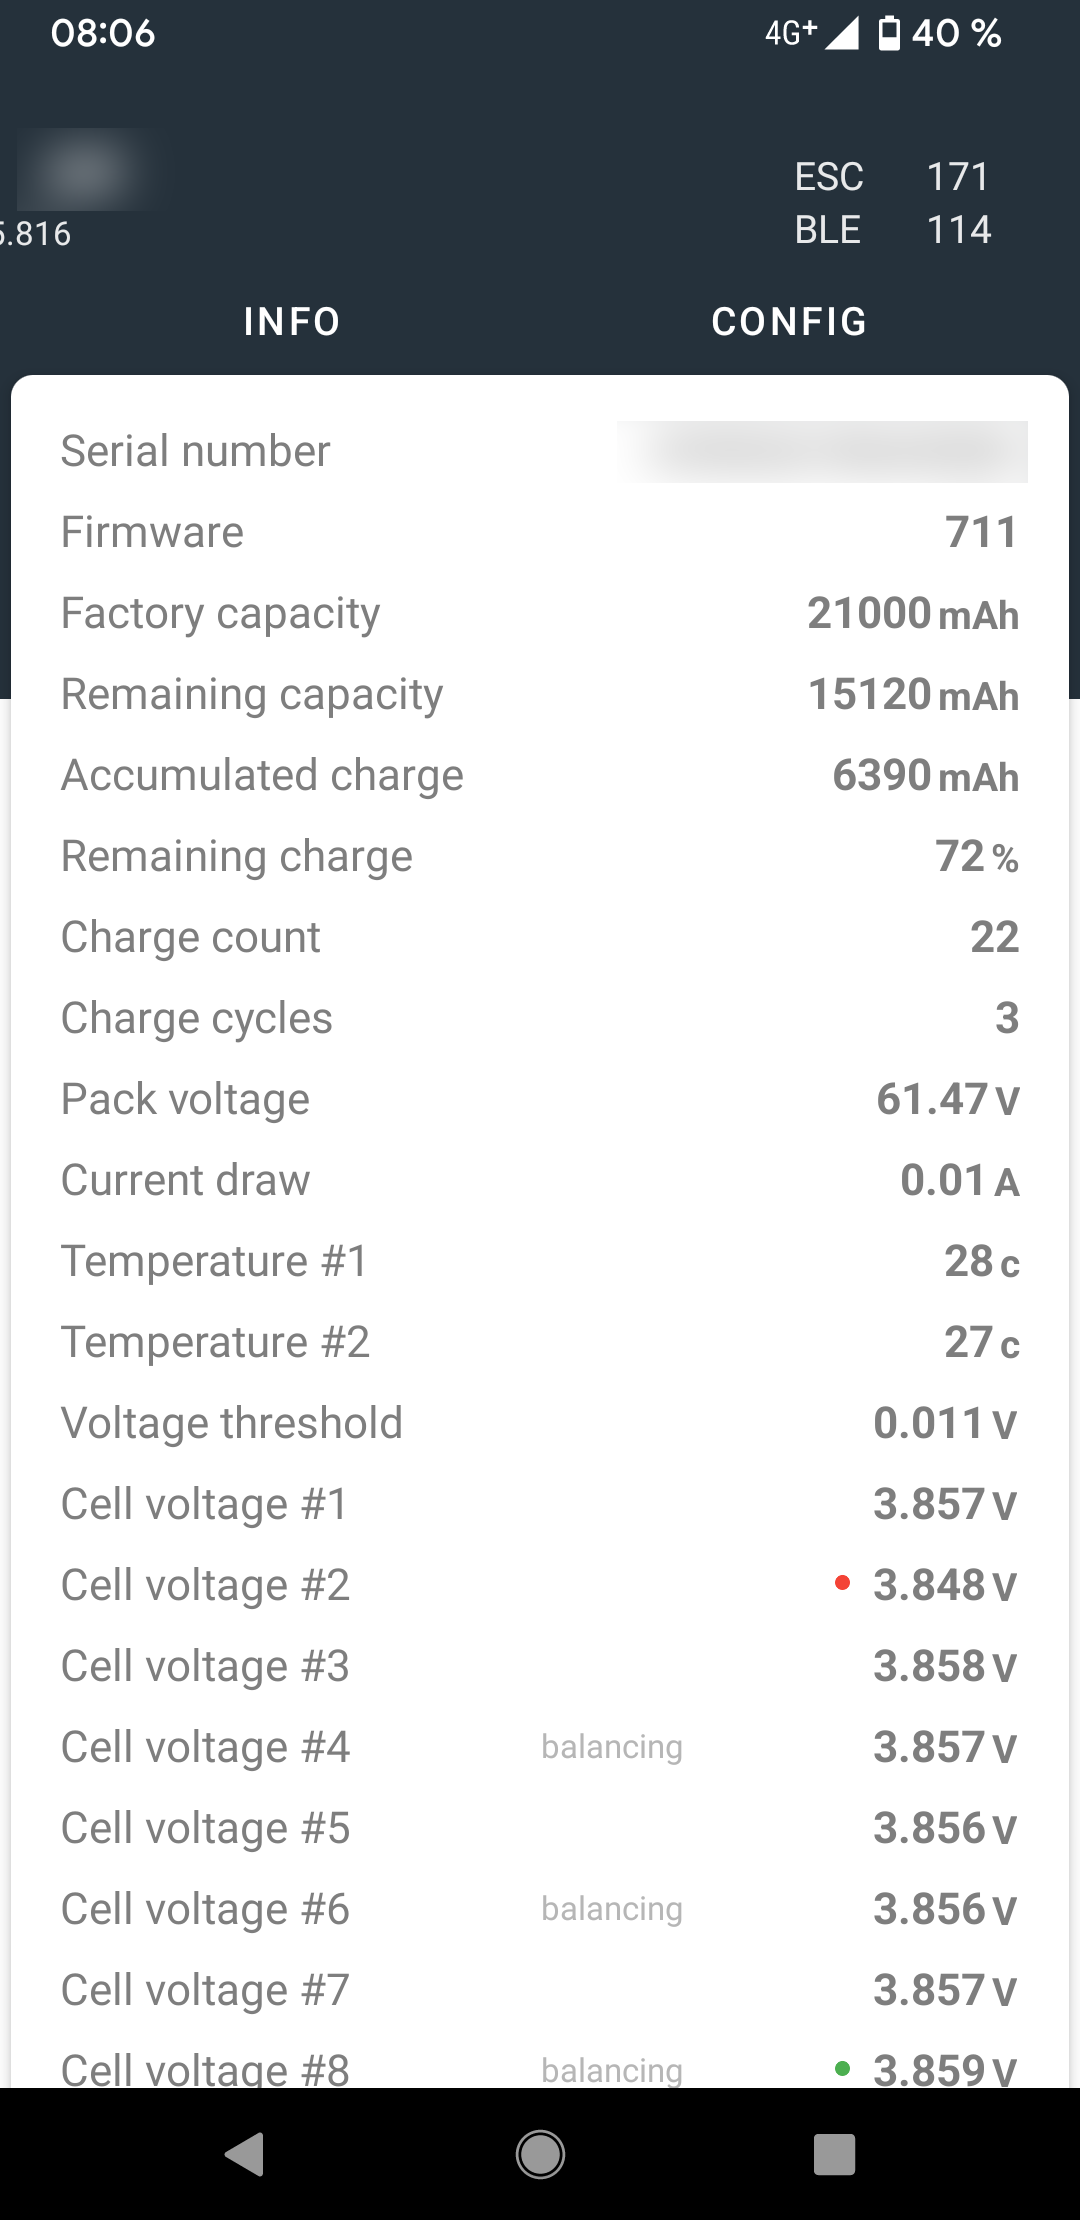 08:06 4G+ 40 %
ESC 171
5.816 BLE 114
INFO CONFIG
Serial number
Firmware 711
Factory capacity 21000 mAh
Remaining capacity 15120 mAh
Accumulated charge 6390 mAh
Remaining charge 72 %
Charge count 22
Charge cycles 3
Pack voltage 61.47 V
Current draw 0.01 A
Temperature #1 28 c
Temperature #2 27 c
Voltage threshold 0.011 V
Cell voltage #1 3.857 V
Cell voltage #2 3.848 V
Cell voltage #3 3.858 V
Cell voltage #4 balancing 3.857 V
Cell voltage #5 3.856 V
Cell voltage #6 balancing 3.856 V
Cell voltage #7 3.857 V
Cell voltage #8 balancing 3.859 V